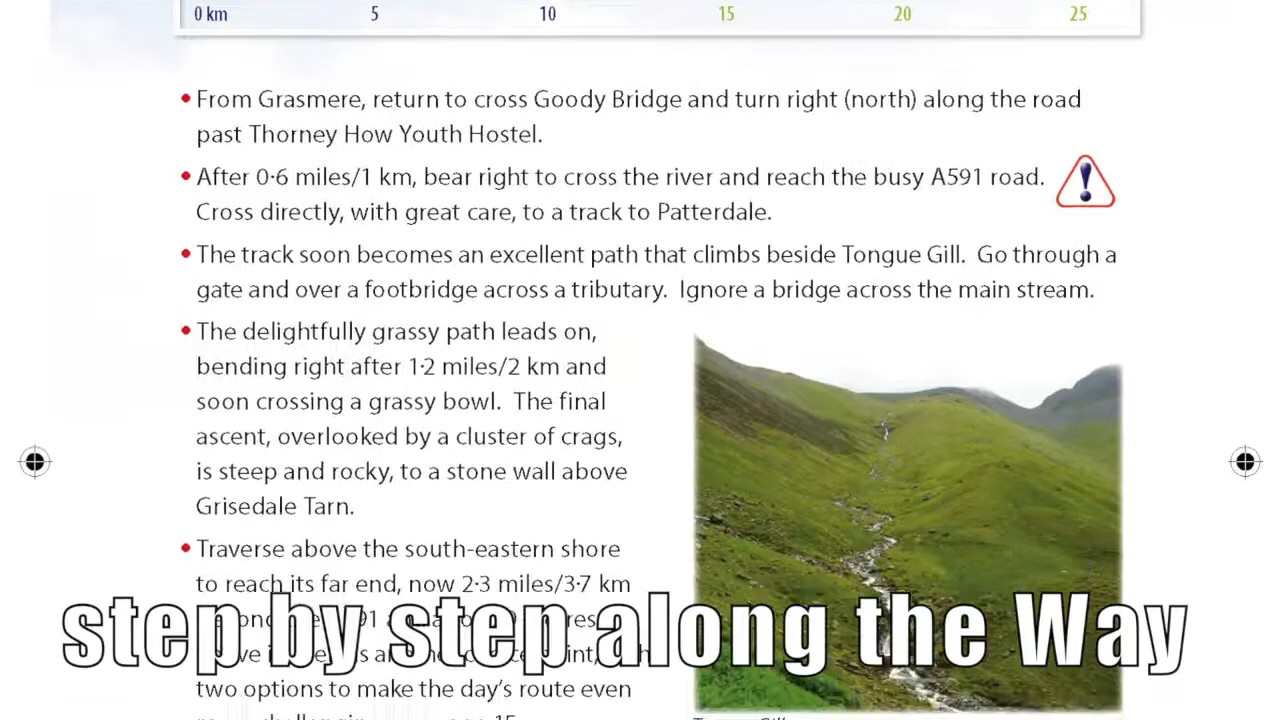 0 km 5 10 15 20 25
• From Grasmere, return to cross Goody Bridge and turn right (north) along the road
past Thorney How Youth Hostel.
• After 0·6 miles/1 km, bear right to cross the river and reach the busy A591 road.
Cross directly, with great care, to a track to Patterdale.
• The track soon becomes an excellent path that climbs beside Tongue Gill. Go through a
gate and over a footbridge across a tributary. Ignore a bridge across the main stream.
• The delightfully grassy path leads on,
bending right after 1·2 miles/2 km and
soon crossing a grassy bowl. The final
ascent, overlooked by a cluster of crags,
is steep and rocky, to a stone wall above
Grisedale Tarn.
• Traverse above the south-eastern shore
to reach its far end, now 2·3 miles/3·7 km
step by step along the Way
two options to make the day's route even